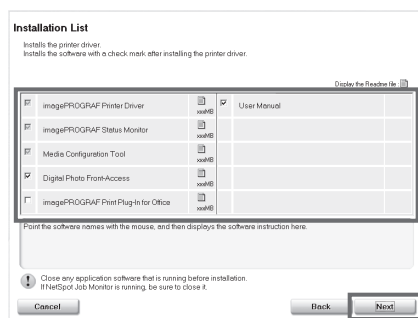 Installation List
Installs the printer driver.
Installs the software with a check mark after installing the printer driver.
Display the Readme file :
imagePROGRAF Printer Driver
xxxMB
User Manual
imagePROGRAF Status Monitor
xxxMB
Media Configuration Tool
xxxMB
Digital Photo Front-Access
xxxMB
imagePROGRAF Print Plug-In for Office
xxxMB
Point the software names with the mouse, and then displays the software instruction here.
Close any application software that is running before installation.
If NetSpot Job Monitor is running, be sure to close it.
Cancel
Back
Next